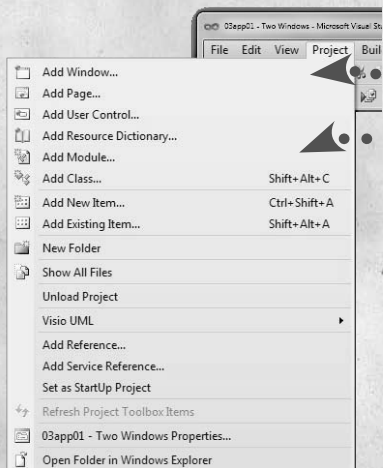 03app01 - Two Windows - Microsoft Visual
File Edit View Project
Add Window...
Add Page...
Add User Control...
Add Resource Dictionary...
Add Module...
Add Class... Shift+Alt+C
Add New Item... Ctrl+Shift+A
Add Existing Item... Shift+Alt+A
New Folder
Show All Files
Unload Project
Visio UML
Add Reference...
Add Service Reference...
Set as StartUp Project
Refresh Project Toolbox Items
03app01 - Two Windows Properties...
Open Folder in Windows Explorer